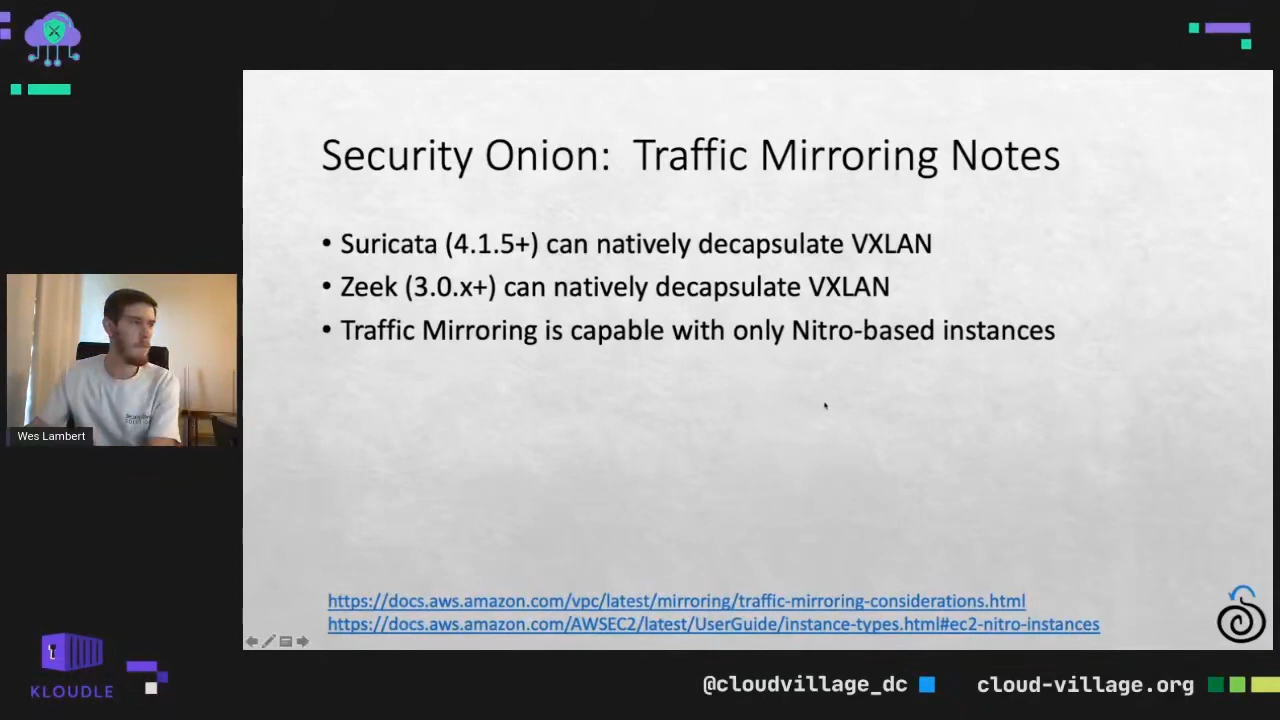 Security Onion: Traffic Mirroring Notes
• Suricata (4.1.5+) can natively decapsulate VXLAN
• Zeek (3.0.x+) can natively decapsulate VXLAN
• Traffic Mirroring is capable with only Nitro-based instances
Wes Lambert
https://docs.aws.amazon.com/vpc/latest/mirroring/traffic-mirroring-considerations.html
https://docs.aws.amazon.com/AWSEC2/latest/UserGuide/instance-types.html#ec2-nitro-instances
KLOUDLE
@cloudvillage_dc
cloud-village.org